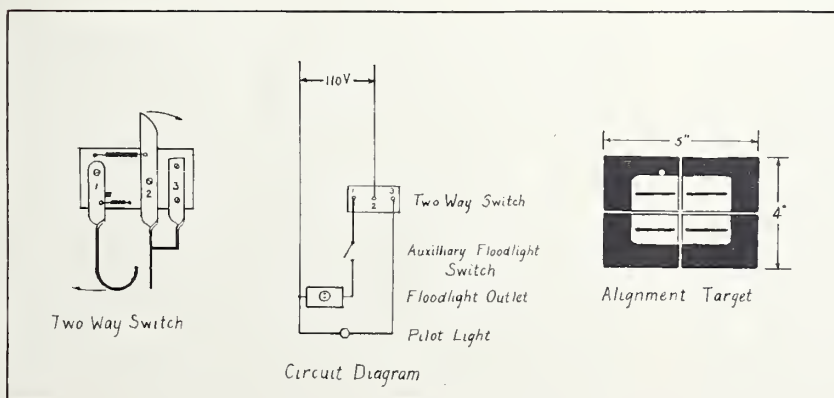 1
2
3
Two Way Switch
110V
1
2
3
Two Way Switch
Auxilliary Floodlight
Switch
Floodlight Outlet
Pilot Light
Circuit Diagram
5"
4"
Alignment Target